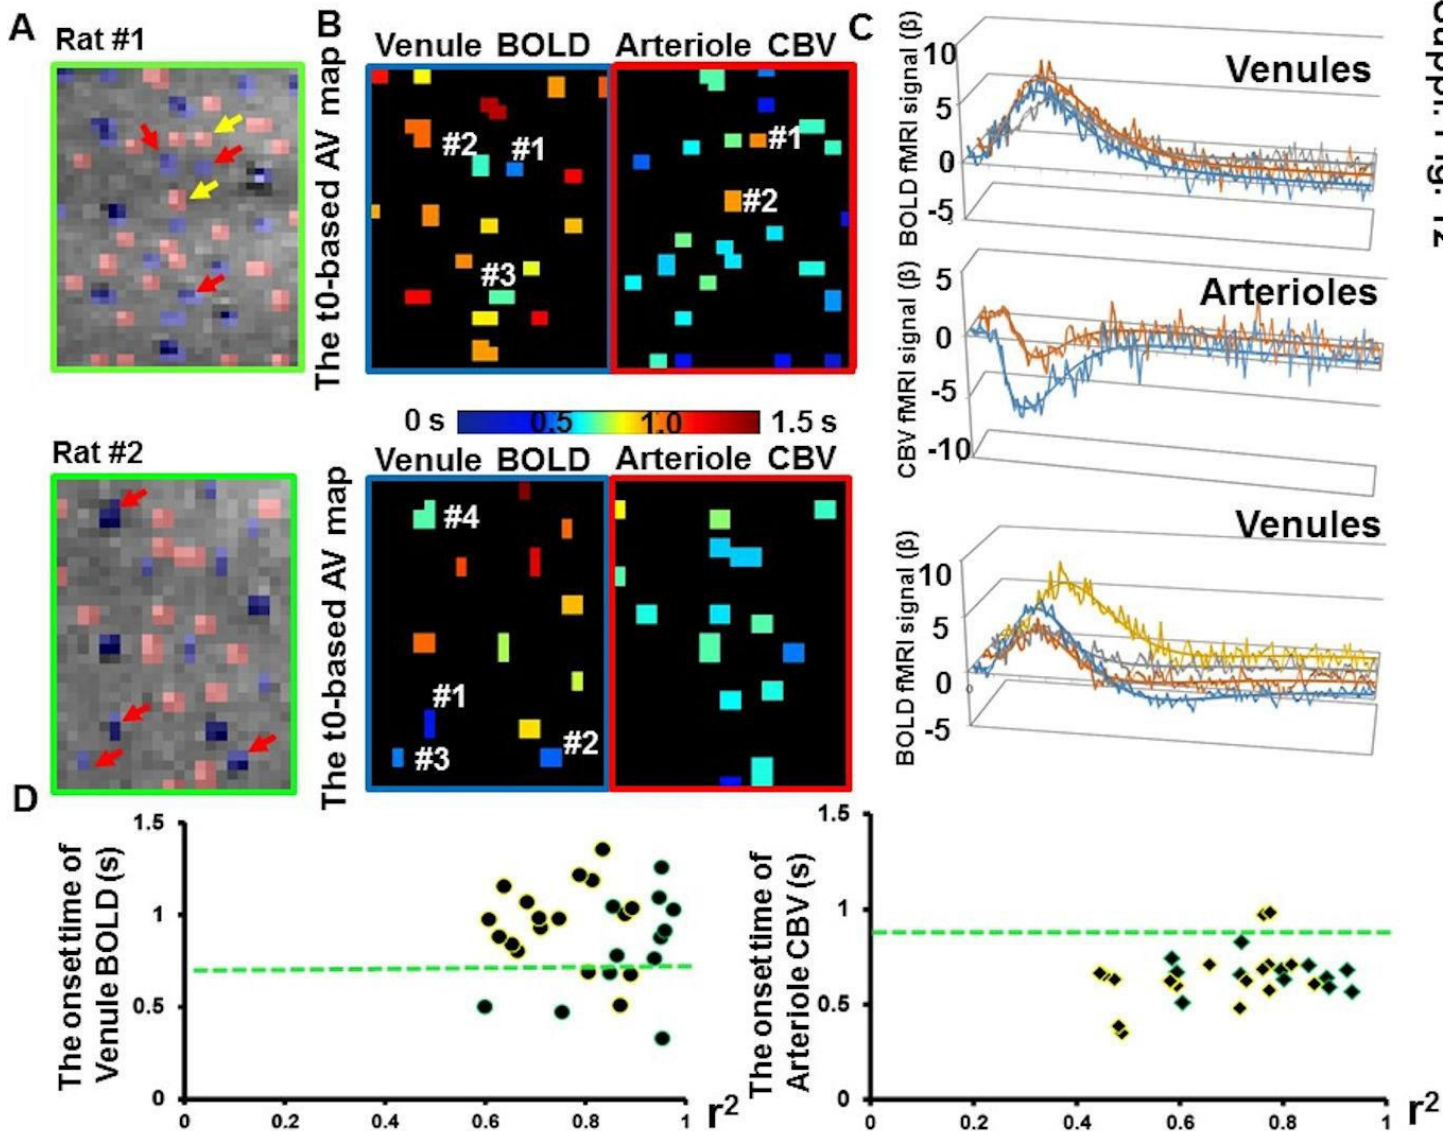 A
Rat #1
B
Venule BOLD
Arteriole CBV
The t0-based AV map
#2
#1
#3
#1
#2
0 s
0.5
1.0
1.5 s
Rat #2
Venule BOLD
Arteriole CBV
The t0-based AV map
#4
#1
#2
#3
C
BOLD fMRI signal (β)
10
5
0
-5
Venules
CBV fMRI signal (β)
5
0
-5
-10
Arterioles
BOLD fMRI signal (β)
10
5
0
-5
0
Venules
D
The onsettime of
Venule BOLD (s)
1.5
1
0.5
0
0
0.2
0.4
0.6
0.8
1
r²
The onsettime of
Arteriole CBV (s)
1.5
1
0.5
0
0
0.2
0.4
0.6
0.8
1
r²